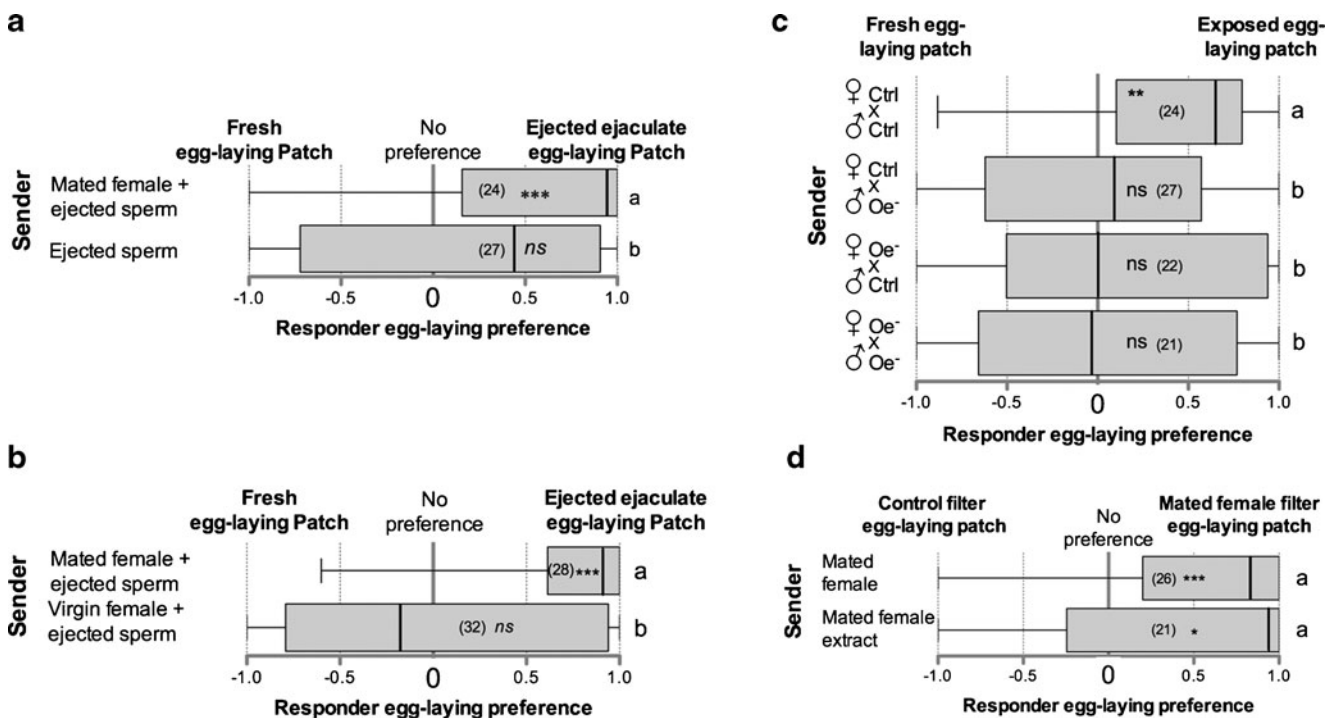 a
Fresh
egg-laying Patch
No
preference
Ejected ejaculate
egg-laying Patch
Sender
Mated female +
ejected sperm
(24) ***
a
Ejected sperm
(27) ns
b
-1.0 -0.5 0 0.5 1.0
Responder egg-laying preference
b
Fresh
egg-laying Patch
No
preference
Ejected ejaculate
egg-laying Patch
Sender
Mated female +
ejected sperm
(28) ***
a
Virgin female +
ejected sperm
(32) ns
b
-1.0 -0.5 0 0.5 1.0
Responder egg-laying preference
c
Fresh egg-
laying patch
Exposed egg-
laying patch
Sender
♀ Ctrl
x
♂ Ctrl
**
(24)
a
♀ Ctrl
x
♂ Oe-
ns (27)
b
♀ Oe-
x
♂ Ctrl
ns (22)
b
♀ Oe-
x
♂ Oe-
ns (21)
b
-1.0 -0.5 0 0.5 1.0
Responder egg-laying preference
d
Control filter
egg-laying patch
No
preference
Mated female filter
egg-laying patch
Sender
Mated
female
(26) ***
a
Mated female
extract
(21) *
a
-1.0 -0.5 0 0.5 1.0
Responder egg-laying preference